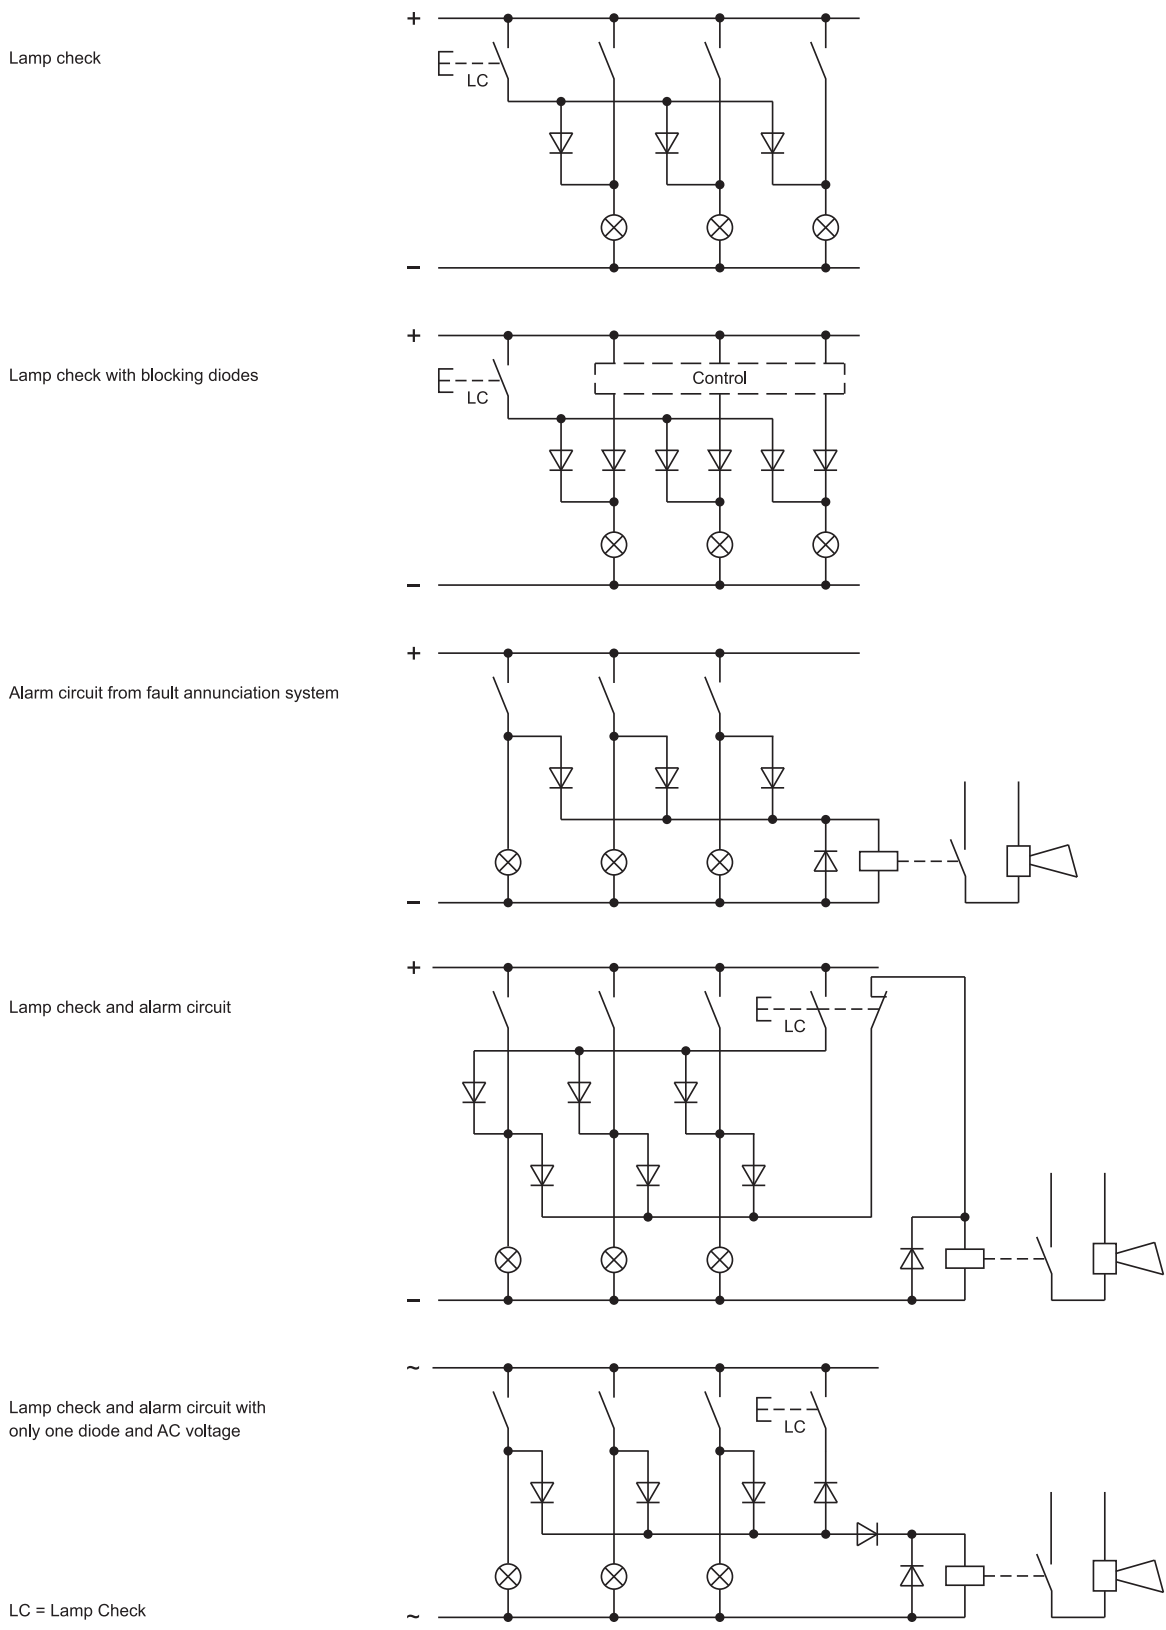 +
Lamp check
LC
−
+
Lamp check with blocking diodes
Control
LC
−
+
Alarm circuit from fault annunciation system
−
+
Lamp check and alarm circuit
LC
−
~
Lamp check and alarm circuit with
only one diode and AC voltage
LC
LC = Lamp Check
~